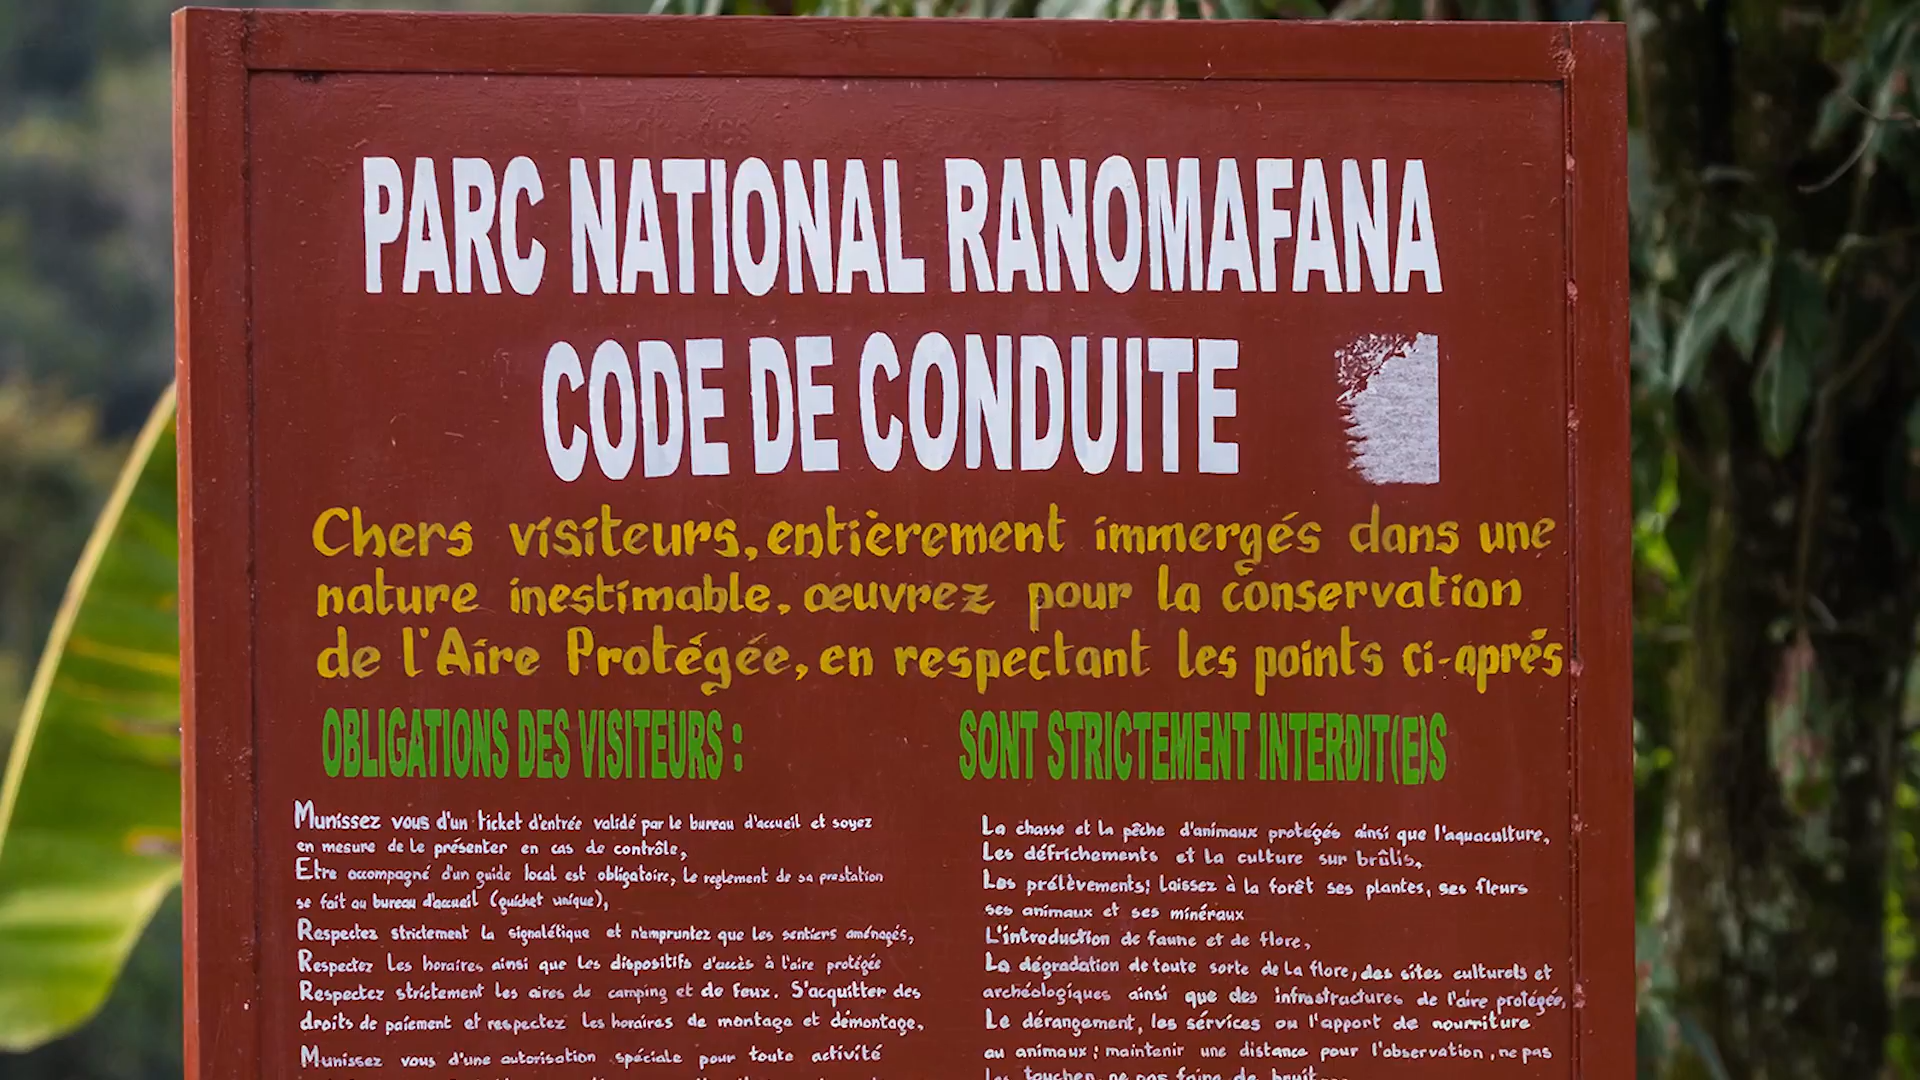 PARC NATIONAL RANOMAFANA
CODE DE CONDUITE
Chers visiteurs, entièrement immergés dans une
nature inestimable, œuvrez pour la conservation
de l'Aire Protégée, en respectant les points ci-aprés
OBLIGATIONS DES VISITEURS :
Munissez vous d'un ticket d'entrée validé par le bureau d'accueil et soyez
en mesure de le présenter en cas de contrôle,
Etre accompagné d'un guide local est obligatoire, Le reglement de sa prestation
se fait au bureau d'accueil (guichet unique),
Respectez strictement la signalétique et n'empruntez que les sentiers aménagés,
Respectez Les horaires ainsi que Les dispositifs d'accès à l'aire protégée
Respectez strictement les aires de camping et de feux. S'acquitter des
droits de paiement et respectez Les horaires de montage et démontage,
Munissez vous d'une autorisation spéciale pour toute activité
SONT STRICTEMENT INTERDIT(E)S
La chasse et la pêche d'animaux protégés ainsi que l'aquaculture,
Les défrichements et la culture sur brûlis,
Les prélèvements; Laissez à la forêt ses plantes, ses fleurs
ses animaux et ses minéraux
L'introduction de faune et de flore,
La dégradation de toute sorte de La flore, des sites culturels et
archéologiques ainsi que des infrastructures de l'aire protégée,
Le dérangement, les sérvices ou l'apport de nourriture
au animaux ; maintenir une distance pour l'observation, ne pas
les toucher, ne pas faire de bruit...